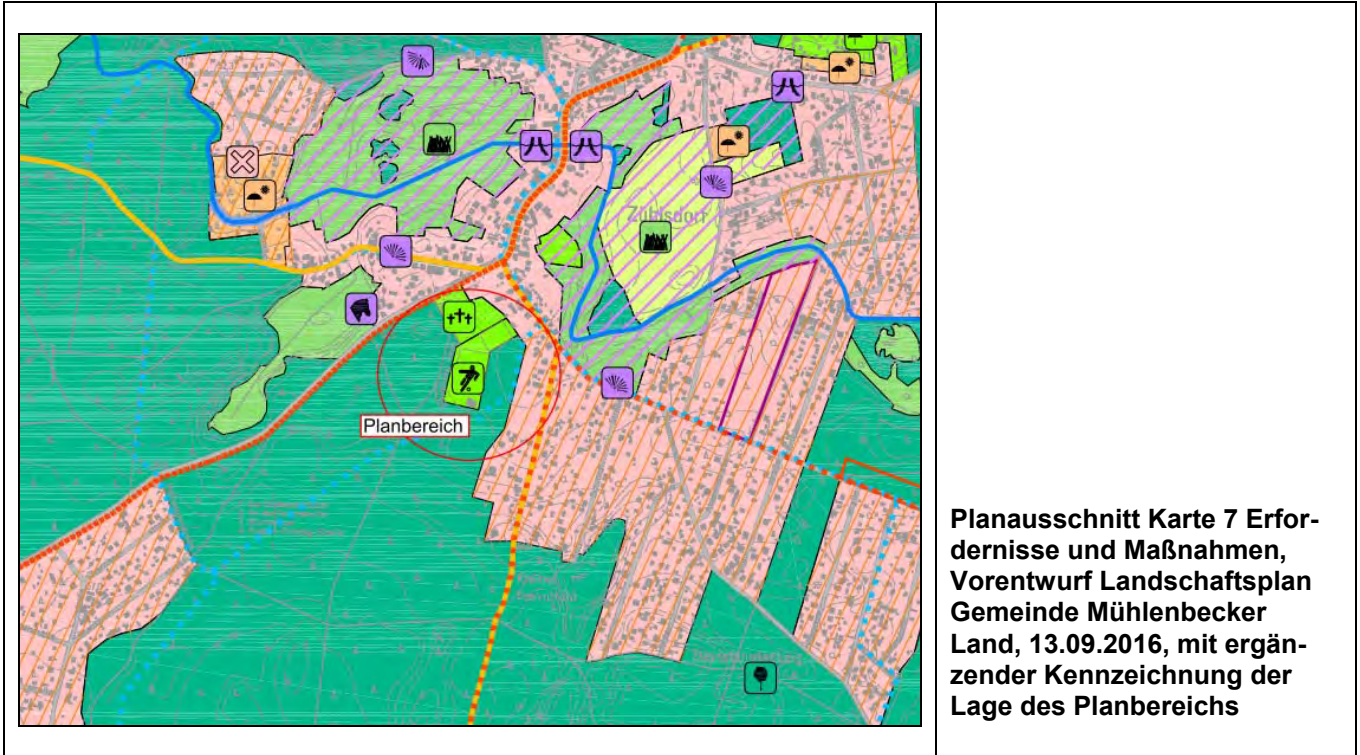 Zühlsdorf
Planbereich
Planausschnitt Karte 7 Erfor-
dernisse und Maßnahmen,
Vorentwurf Landschaftsplan
Gemeinde Mühlenbecker
Land, 13.09.2016, mit ergän-
zender Kennzeichnung der
Lage des Planbereichs